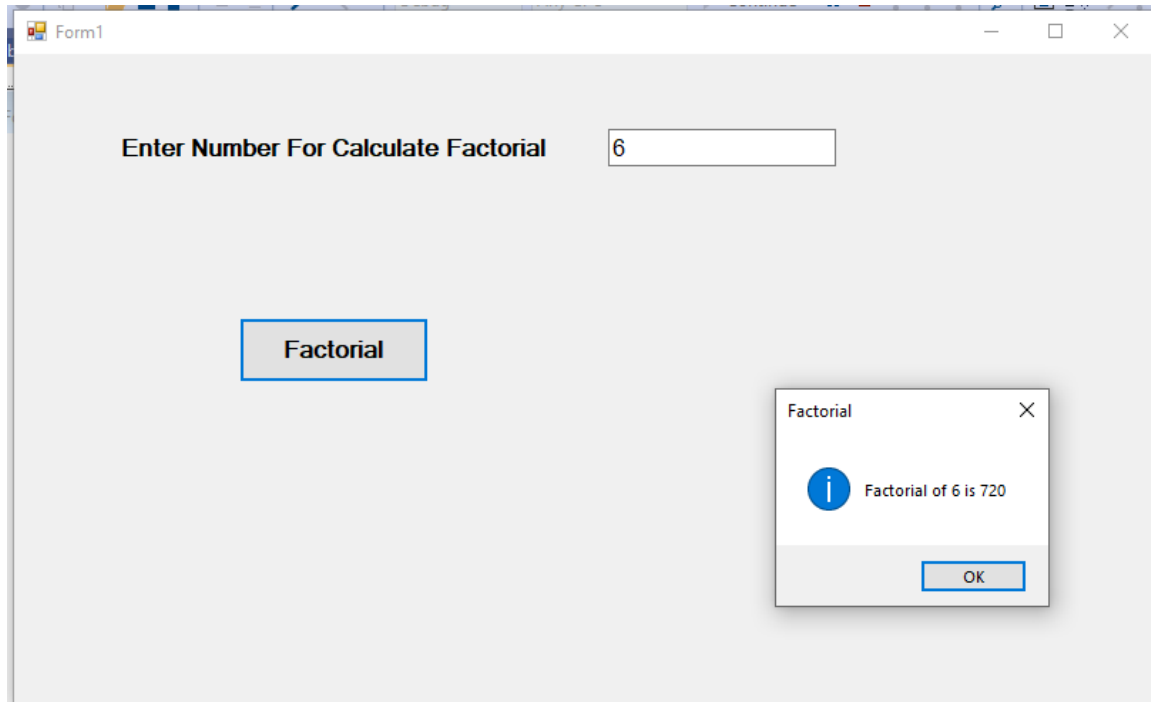 Form1
Enter Number For Calculate Factorial
6
Factorial
Factorial
Factorial of 6 is 720
OK